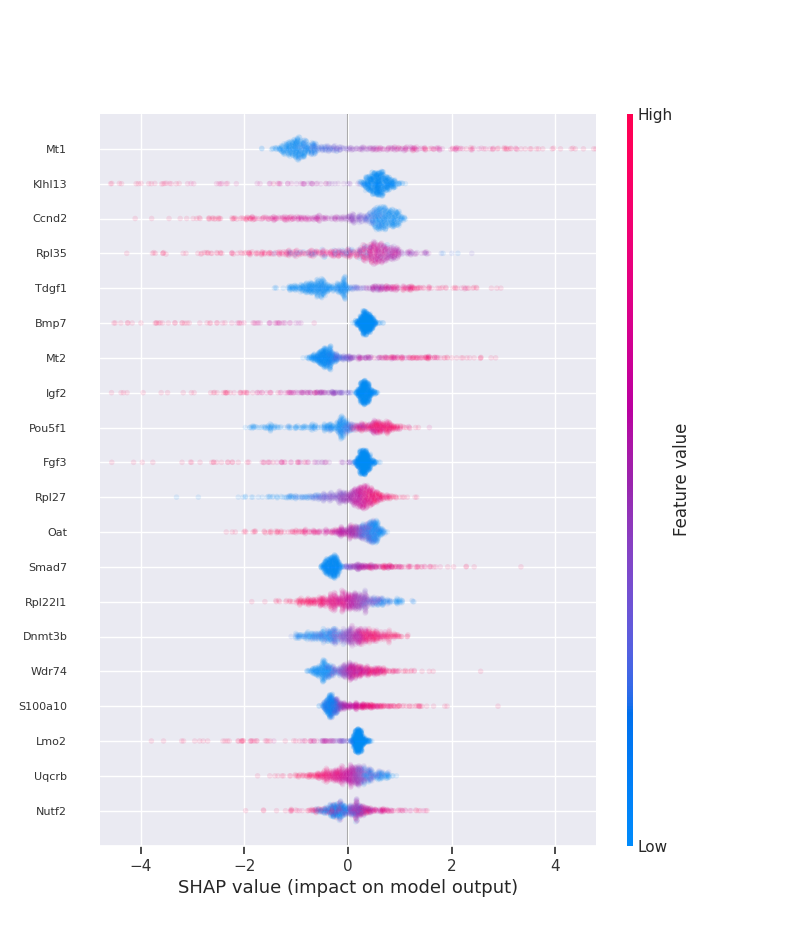 High
Mt1
Klhl13
Ccnd2
Rpl35
Tdgf1
Bmp7
Mt2
Igf2
Pou5f1
Fgf3
Rpl27
Oat
Smad7
Rpl22l1
Dnmt3b
Wdr74
S100a10
Lmo2
Uqcrb
Nutf2
Feature value
Low
−4 −2 0 2 4
SHAP value (impact on model output)